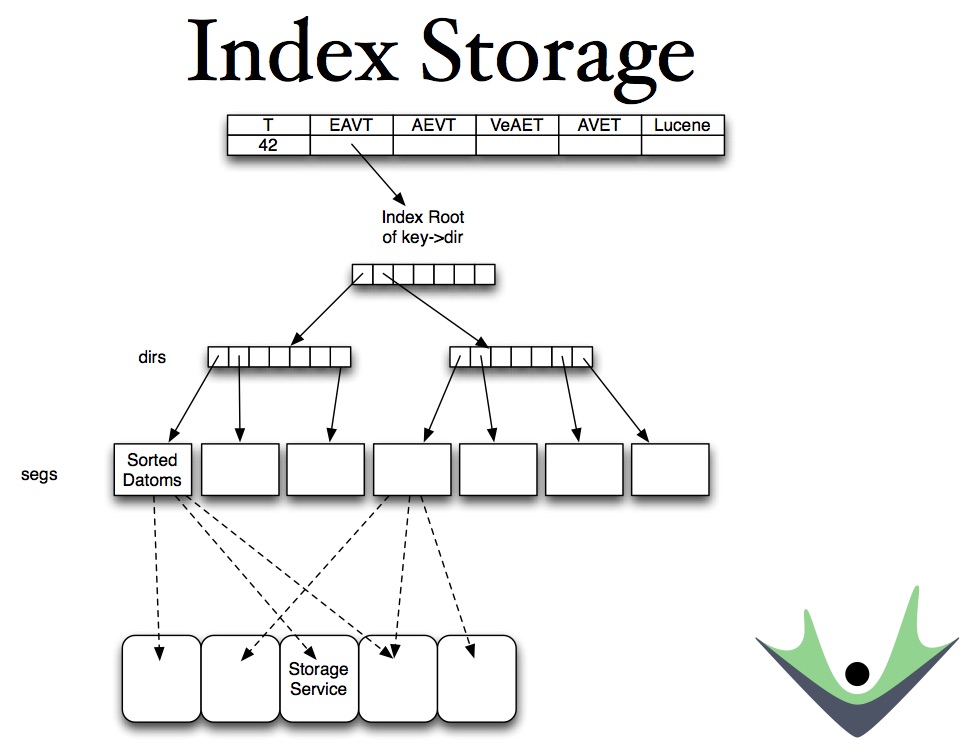 Index Storage
T EAVT AEVT VeAET AVET Lucene
42
Index Root
of key->dir
dirs
segs
Sorted
Datoms
Storage
Service